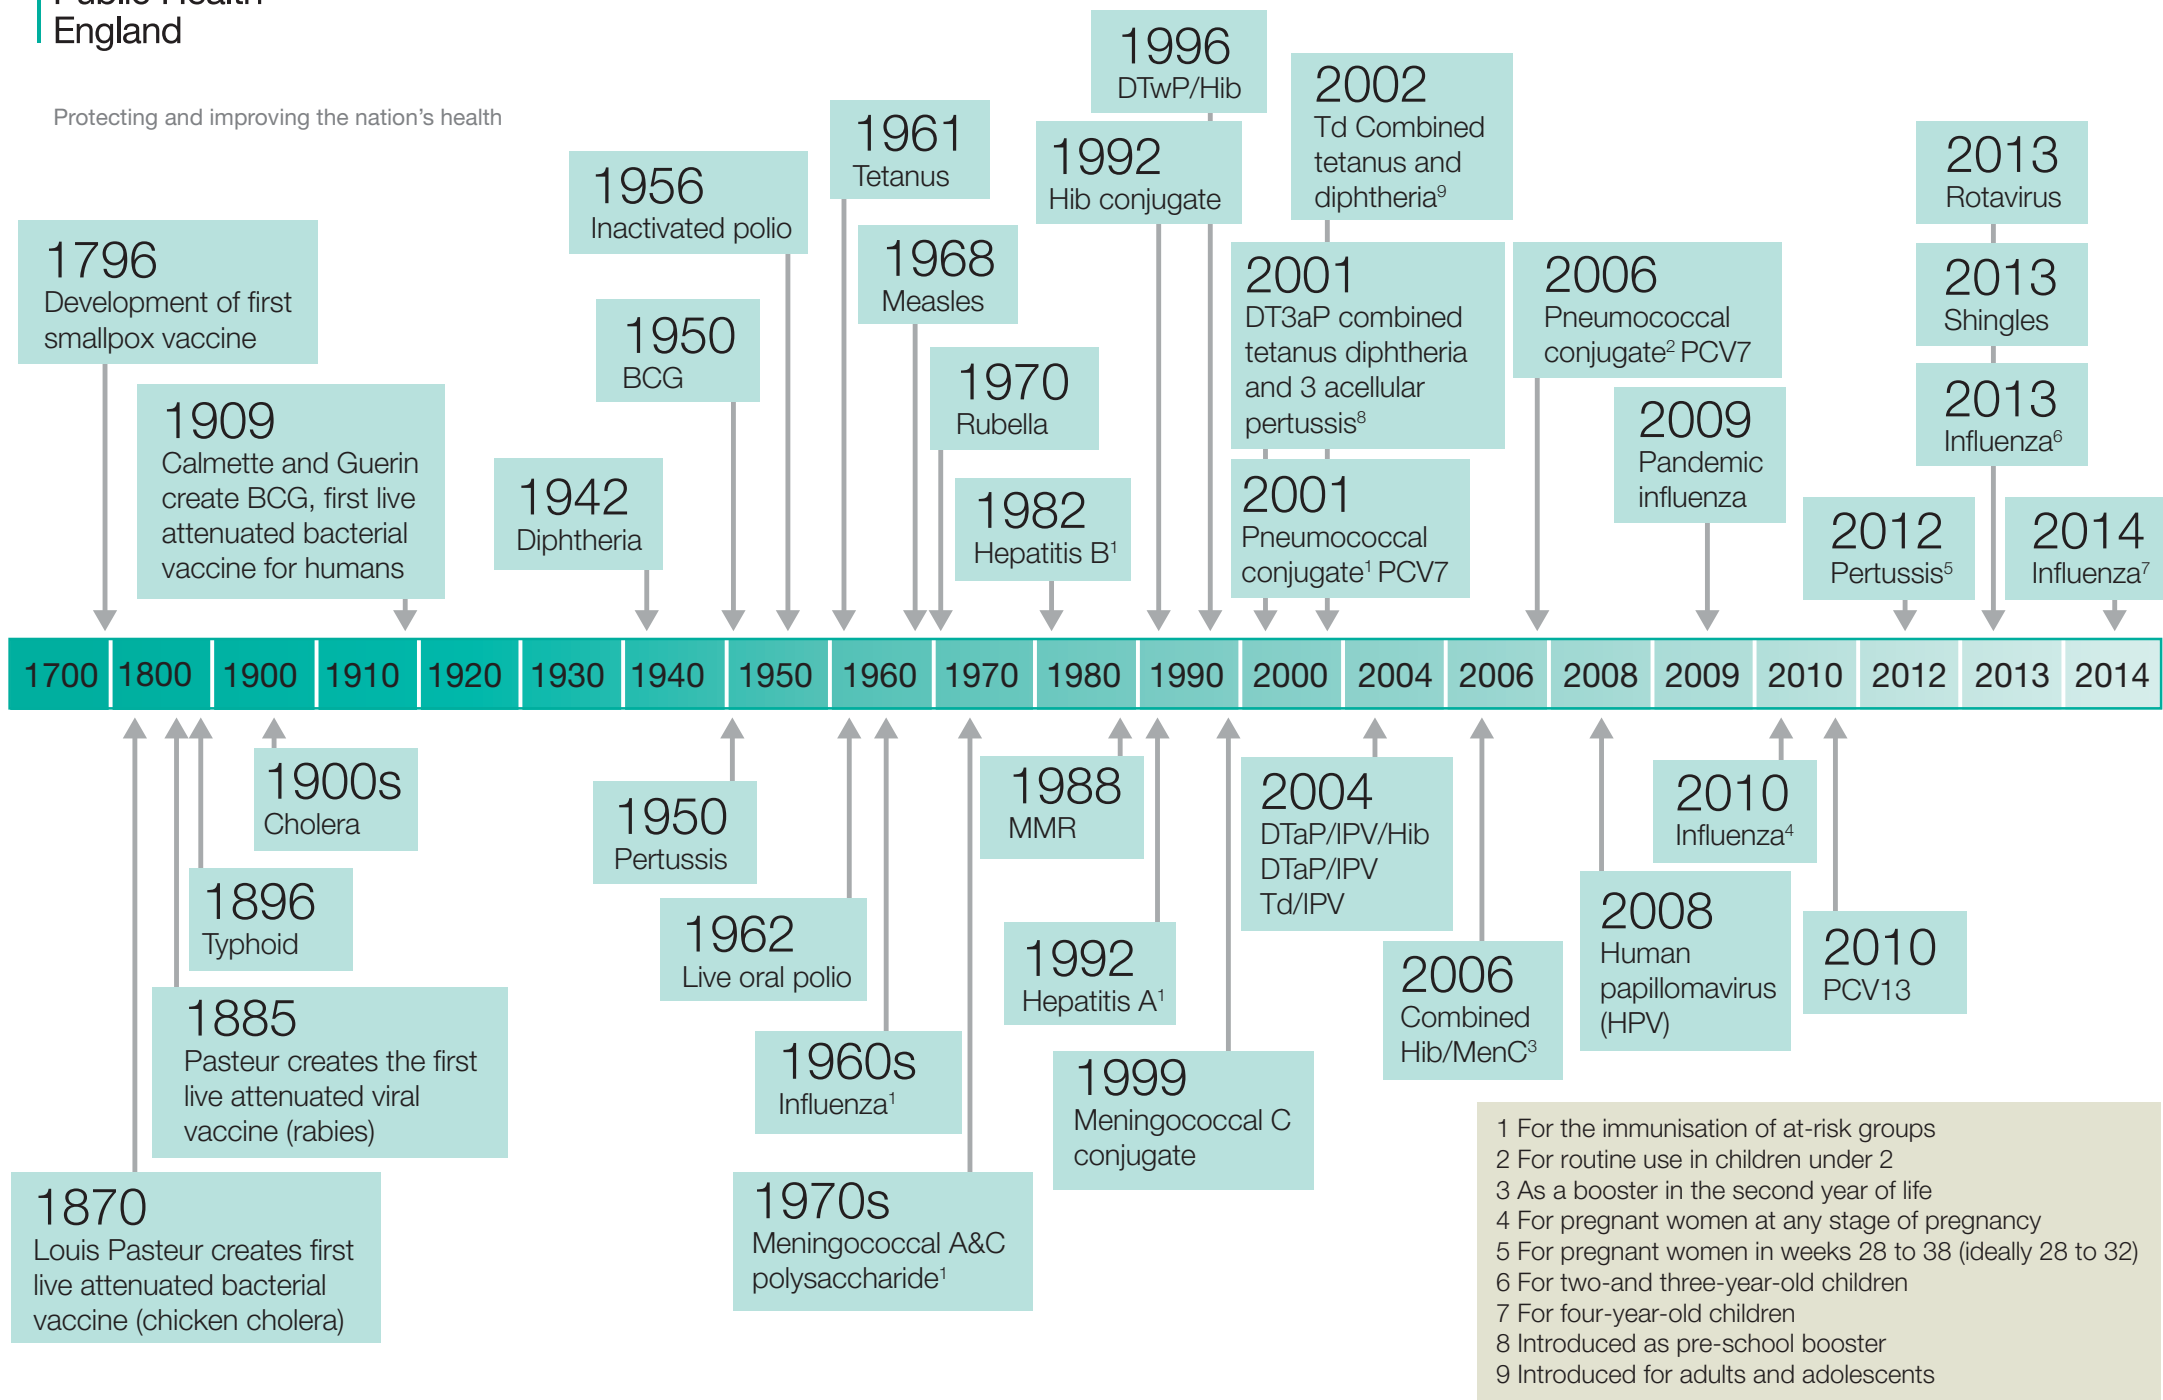 England
Protecting and improving the nation's health
1796
Development of first
smallpox vaccine
1909
Calmette and Guerin
create BCG, first live
attenuated bacterial
vaccine for humans
1942
Diphtheria
1956
Inactivated polio
1950
BCG
1961
Tetanus
1968
Measles
1970
Rubella
1982
Hepatitis B¹
1996
DTwP/Hib
1992
Hib conjugate
2002
Td Combined
tetanus and
diphtheria⁹
2001
DT3aP combined
tetanus diphtheria
and 3 acellular
pertussis⁸
2001
Pneumococcal
conjugate¹ PCV7
2006
Pneumococcal
conjugate² PCV7
2009
Pandemic
influenza
2012
Pertussis⁵
2013
Rotavirus
2013
Shingles
2013
Influenza⁶
2014
Influenza⁷
1700 1800 1900 1910 1920 1930 1940 1950 1960 1970 1980 1990 2000 2004 2006 2008 2009 2010 2012 2013 2014
1900s
Cholera
1896
Typhoid
1885
Pasteur creates the first
live attenuated viral
vaccine (rabies)
1870
Louis Pasteur creates first
live attenuated bacterial
vaccine (chicken cholera)
1950
Pertussis
1962
Live oral polio
1960s
Influenza¹
1970s
Meningococcal A&C
polysaccharide¹
1988
MMR
1992
Hepatitis A¹
1999
Meningococcal C
conjugate
2004
DTaP/IPV/Hib
DTaP/IPV
Td/IPV
2006
Combined
Hib/MenC³
2008
Human
papillomavirus
(HPV)
2010
Influenza⁴
2010
PCV13
1 For the immunisation of at-risk groups
2 For routine use in children under 2
3 As a booster in the second year of life
4 For pregnant women at any stage of pregnancy
5 For pregnant women in weeks 28 to 38 (ideally 28 to 32)
6 For two-and three-year-old children
7 For four-year-old children
8 Introduced as pre-school booster
9 Introduced for adults and adolescents